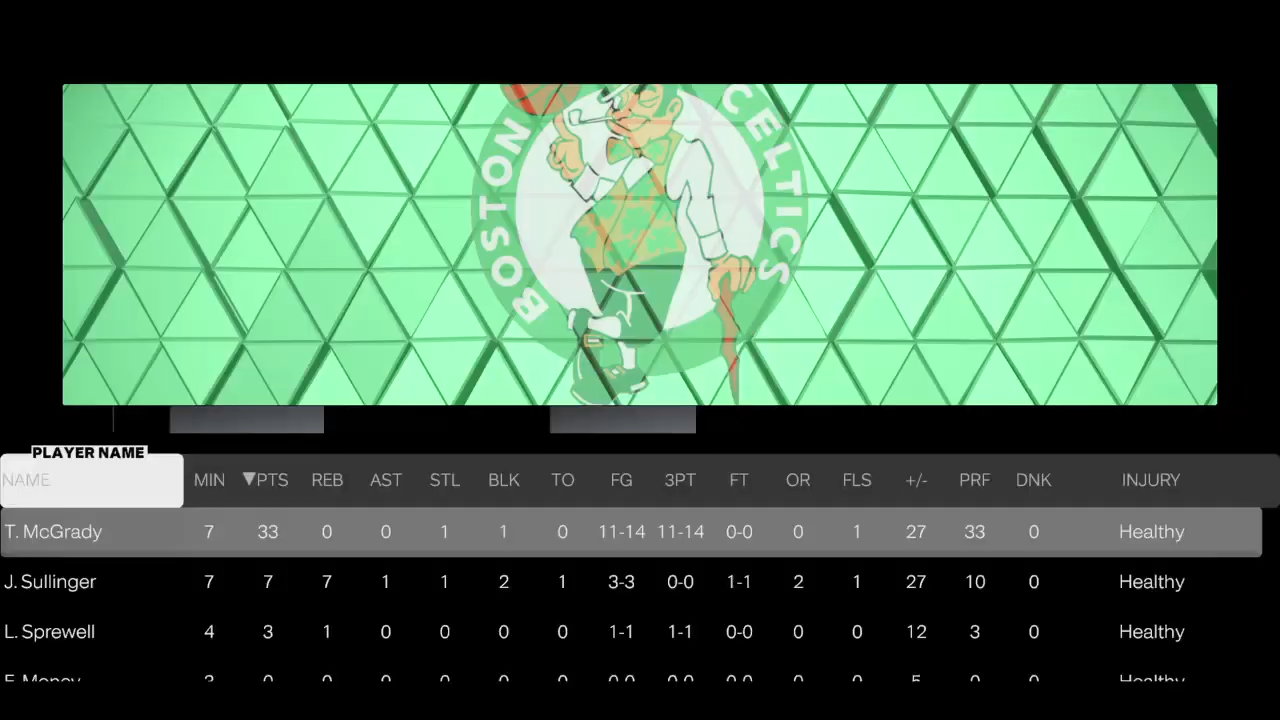 BOSTON CELTICS
PLAYER NAME
NAME MIN ▼PTS REB AST STL BLK TO FG 3PT FT OR FLS +/- PRF DNK INJURY
T. McGrady 7 33 0 0 1 1 0 11-14 11-14 0-0 0 1 27 33 0 Healthy
J. Sullinger 7 7 7 1 1 2 1 3-3 0-0 1-1 2 1 27 10 0 Healthy
L. Sprewell 4 3 1 0 0 0 0 1-1 1-1 0-0 0 0 12 3 0 Healthy